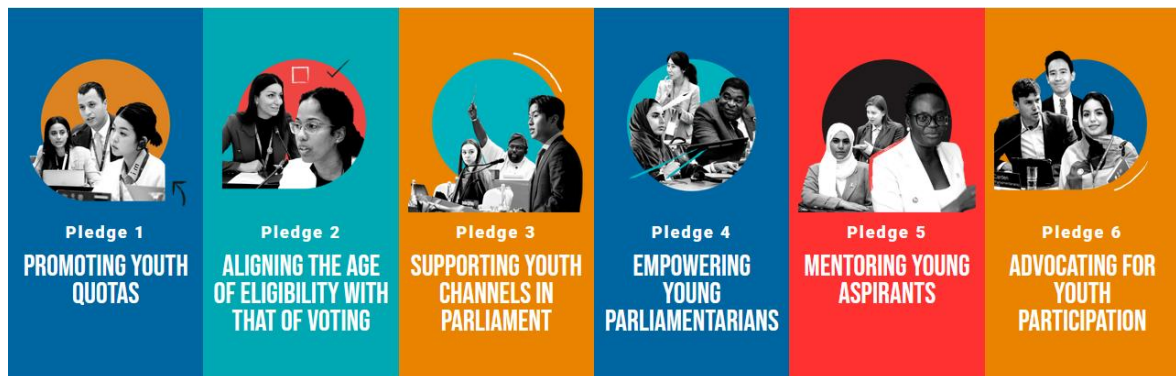 Pledge 1
PROMOTING YOUTH
QUOTAS
Pledge 2
ALIGNING THE AGE
OF ELIGIBILITY WITH
THAT OF VOTING
Pledge 3
SUPPORTING YOUTH
CHANNELS IN
PARLIAMENT
Pledge 4
EMPOWERING
YOUNG
PARLIAMENTARIANS
Pledge 5
MENTORING YOUNG
ASPIRANTS
Pledge 6
ADVOCATING FOR
YOUTH
PARTICIPATION